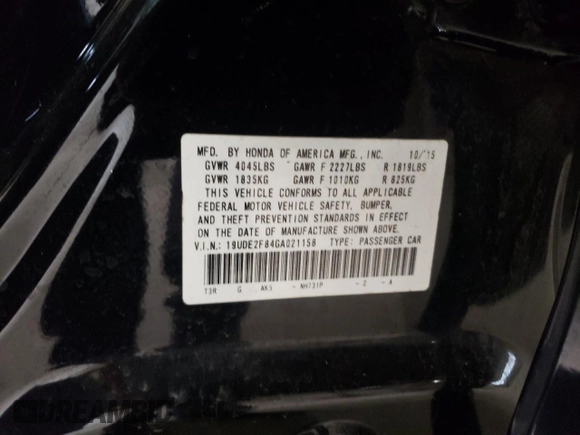 MFD. BY HONDA OF AMERICA MFG., INC. 10/15
GVWR 4045LBS GAWR F 2227LBS R 1819LBS
GVWR 1835KG GAWR F 1010KG R 825KG
THIS VEHICLE CONFORMS TO ALL APPLICABLE
FEDERAL MOTOR VEHICLE SAFETY, BUMPER,
AND THEFT PREVENTION STANDARDS IN EFFECT
ON THE DATE OF MANUFACTURE SHOWN ABOVE.
V.I.N.: 19UDE2F84GA021158 TYPE: PASSENGER CAR
T3R G AK5 - NH731P - 2 - A
DREAMBID